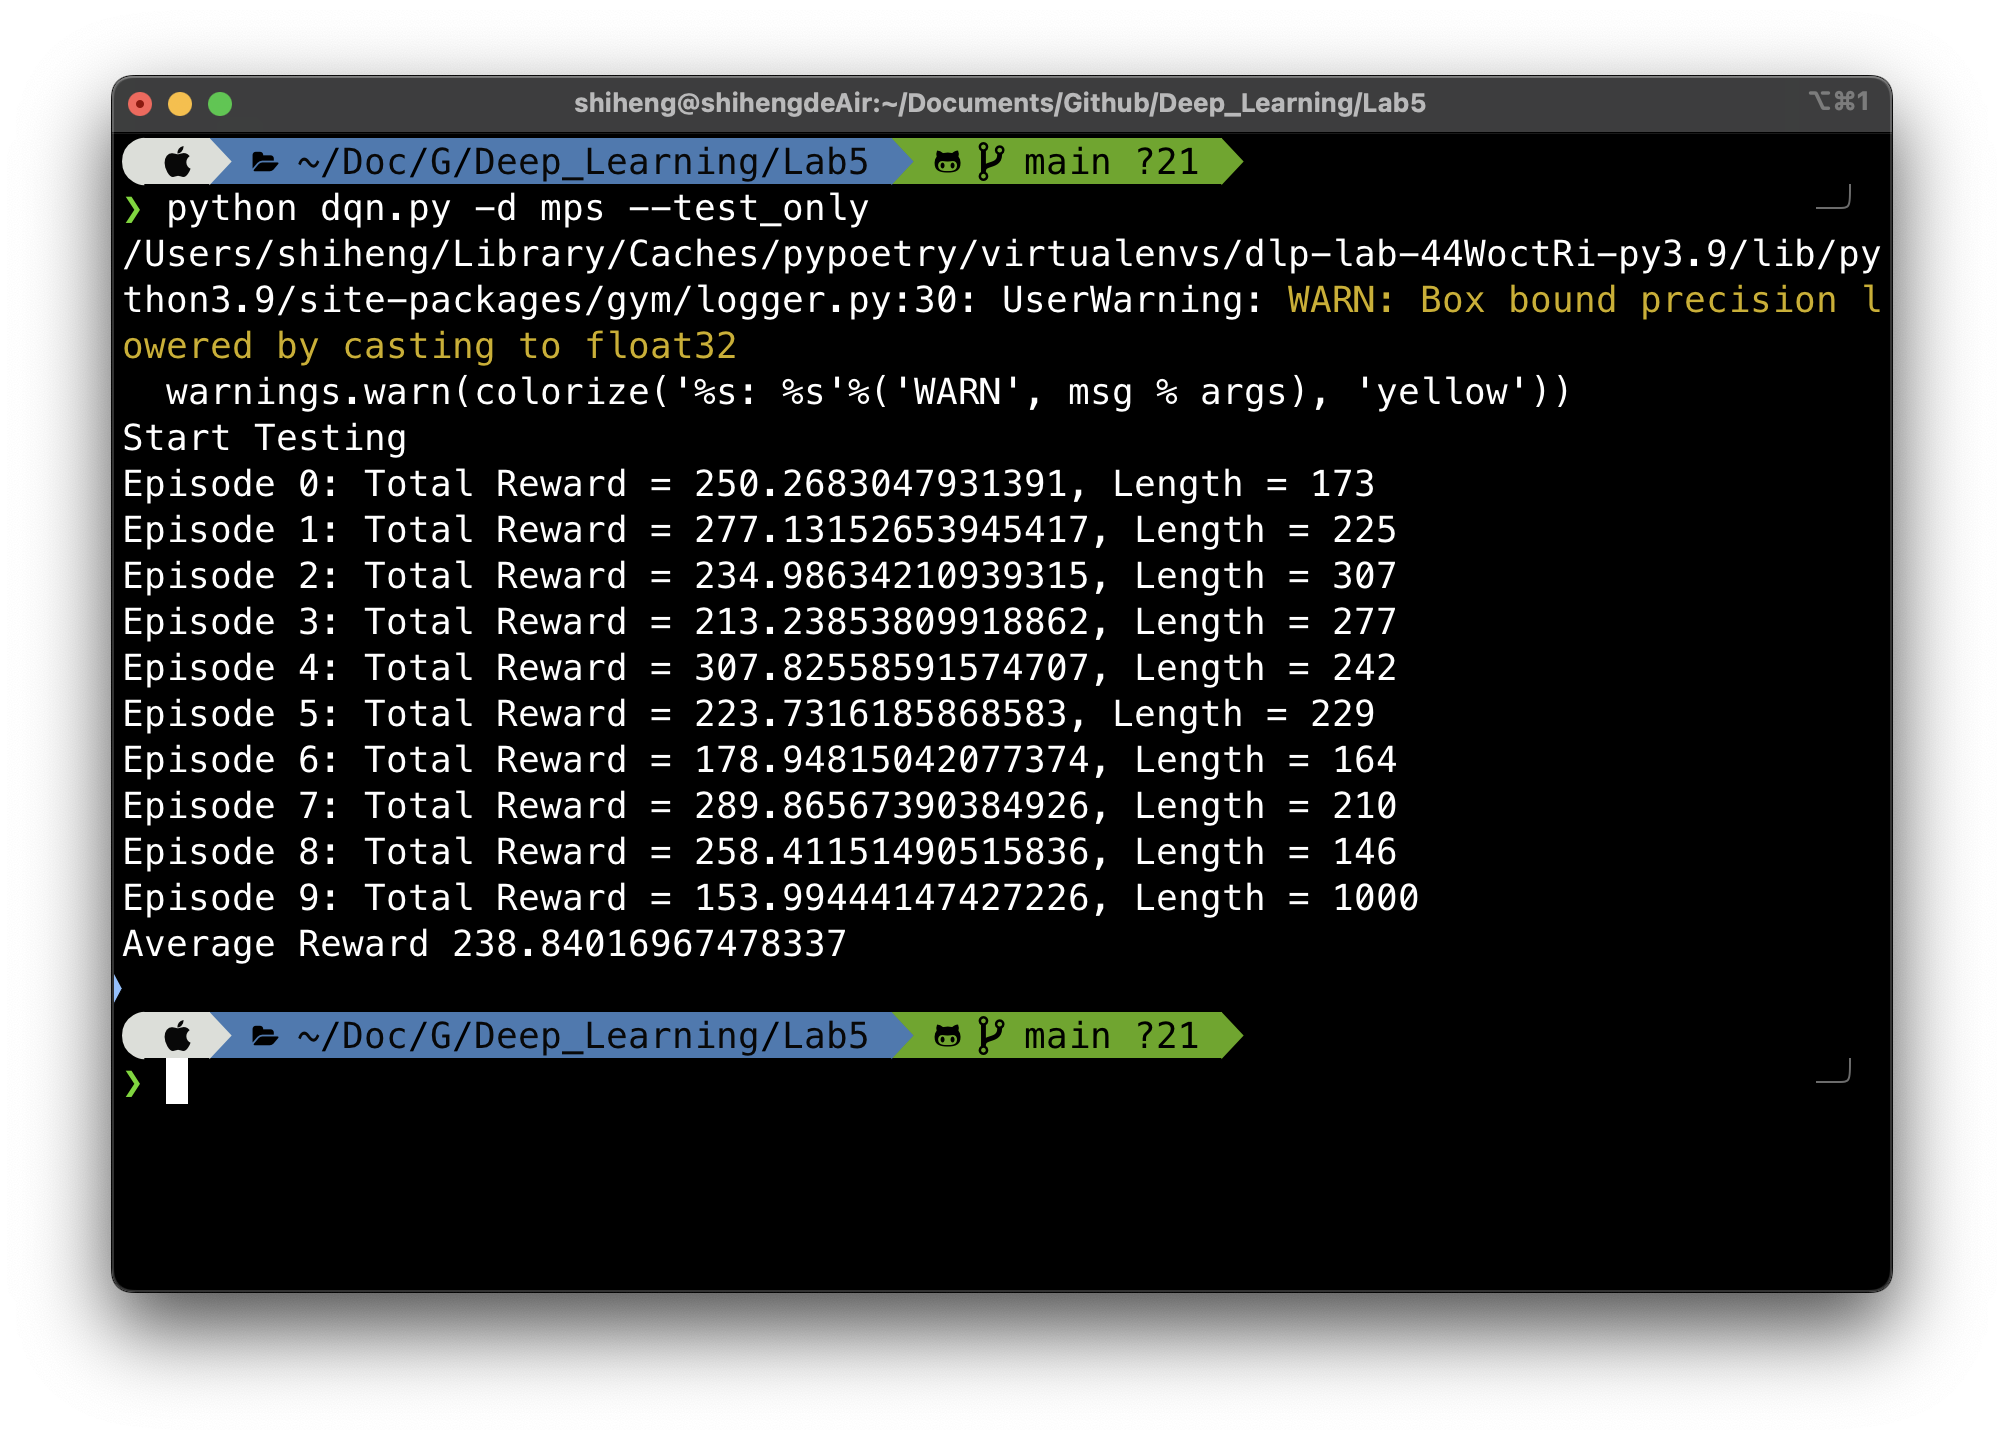 shiheng@shihengdeAir:~/Documents/Github/Deep_Learning/Lab5 ⌥⌘1
~/Doc/G/Deep_Learning/Lab5 main ?21
❯ python dqn.py -d mps --test_only
/Users/shiheng/Library/Caches/pypoetry/virtualenvs/dlp-lab-44WoctRi-py3.9/lib/py
thon3.9/site-packages/gym/logger.py:30: UserWarning: WARN: Box bound precision l
owered by casting to float32
  warnings.warn(colorize('%s: %s'%('WARN', msg % args), 'yellow'))
Start Testing
Episode 0: Total Reward = 250.2683047931391, Length = 173
Episode 1: Total Reward = 277.13152653945417, Length = 225
Episode 2: Total Reward = 234.98634210939315, Length = 307
Episode 3: Total Reward = 213.23853809918862, Length = 277
Episode 4: Total Reward = 307.82558591574707, Length = 242
Episode 5: Total Reward = 223.7316185868583, Length = 229
Episode 6: Total Reward = 178.94815042077374, Length = 164
Episode 7: Total Reward = 289.86567390384926, Length = 210
Episode 8: Total Reward = 258.41151490515836, Length = 146
Episode 9: Total Reward = 153.99444147427226, Length = 1000
Average Reward 238.84016967478337
~/Doc/G/Deep_Learning/Lab5 main ?21
❯